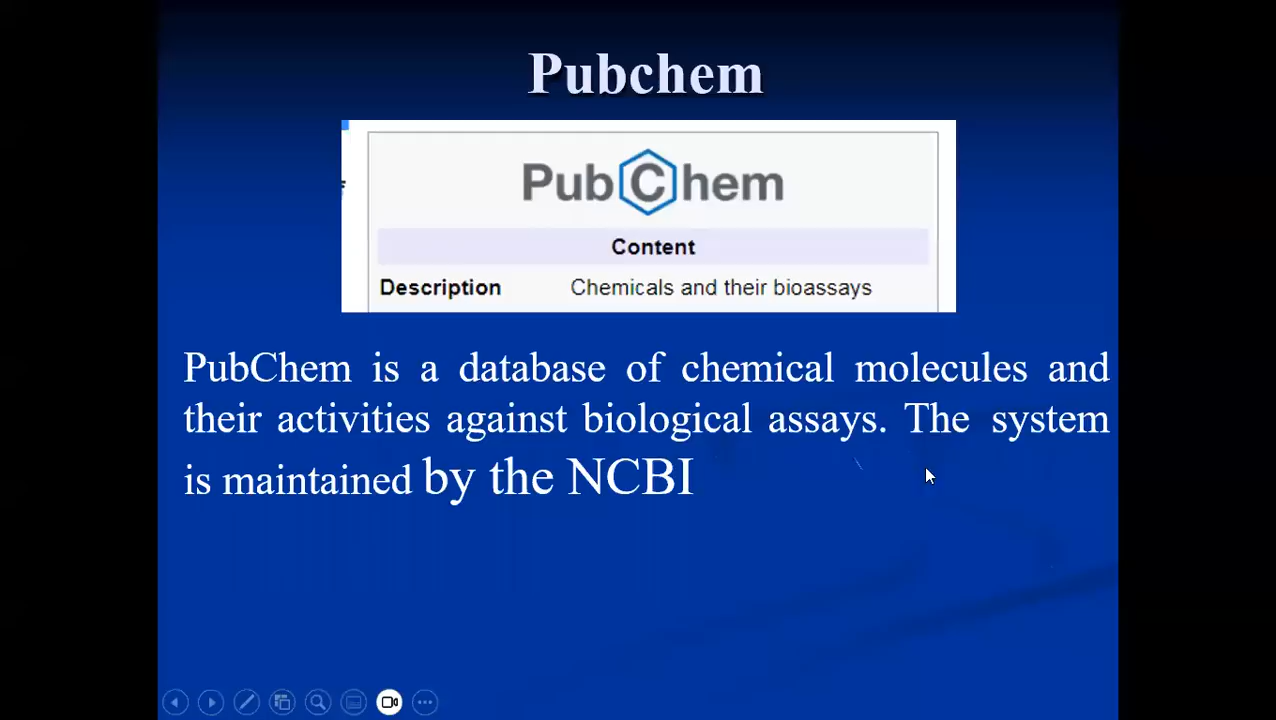 Pubchem
PubChem
Content
Description Chemicals and their bioassays
PubChem is a database of chemical molecules and
their activities against biological assays. The system
is maintained by the NCBI